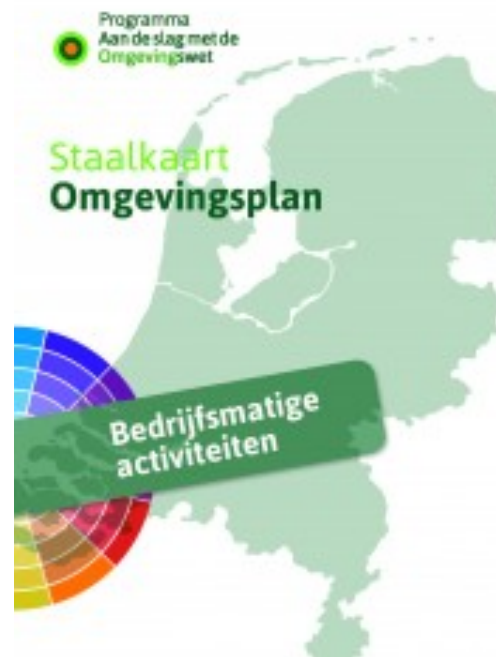 Programma
Aan de slag met de
Omgevingswet
Staalkaart
Omgevingsplan
Bedrijfsmatige
activiteiten